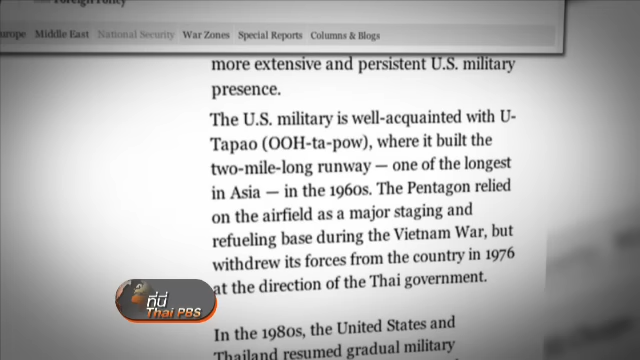 Foreign Policy
urope Middle East National Security War Zones Special Reports Columns & Blogs
more extensive and persistent U.S. military
presence.
The U.S. military is well-acquainted with U-
Tapao (OOH-ta-pow), where it built the
two-mile-long runway — one of the longest
in Asia — in the 1960s. The Pentagon relied
on the airfield as a major staging and
refueling base during the Vietnam War, but
withdrew its forces from the country in 1976
at the direction of the Thai government.
In the 1980s, the United States and
Thailand resumed gradual military
ที่นี่
Thai PBS